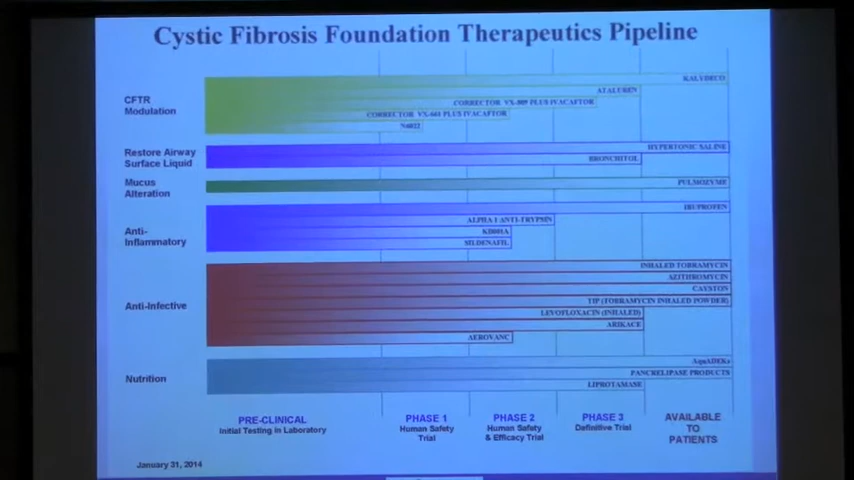 Cystic Fibrosis Foundation Therapeutics Pipeline
CFTR
Modulation
KALYDECO
ATALUREN
CORRECTOR VX-809 PLUS IVACAFTOR
CORRECTOR VX-661 PLUS IVACAFTOR
N6022
Restore Airway
Surface Liquid
HYPERTONIC SALINE
BRONCHITOL
Mucus
Alteration
PULMOZYME
Anti-
Inflammatory
IBUPROFEN
ALPHA 1 ANTI-TRYPSIN
SILDENAFIL
Anti-Infective
INHALED TOBRAMYCIN
AZITHROMYCIN
CAYSTON
TIP (TOBRAMYCIN INHALED POWDER)
LEVOFLOXACIN (INHALED)
ARIKACE
AEROVANC
Nutrition
AquADEKs
PANCRELIPASE PRODUCTS
LIPROTAMASE
PRE-CLINICAL
Initial Testing in Laboratory
PHASE 1
Human Safety
Trial
PHASE 2
Human Safety
& Efficacy Trial
PHASE 3
Definitive Trial
AVAILABLE
TO
PATIENTS
January 31, 2014